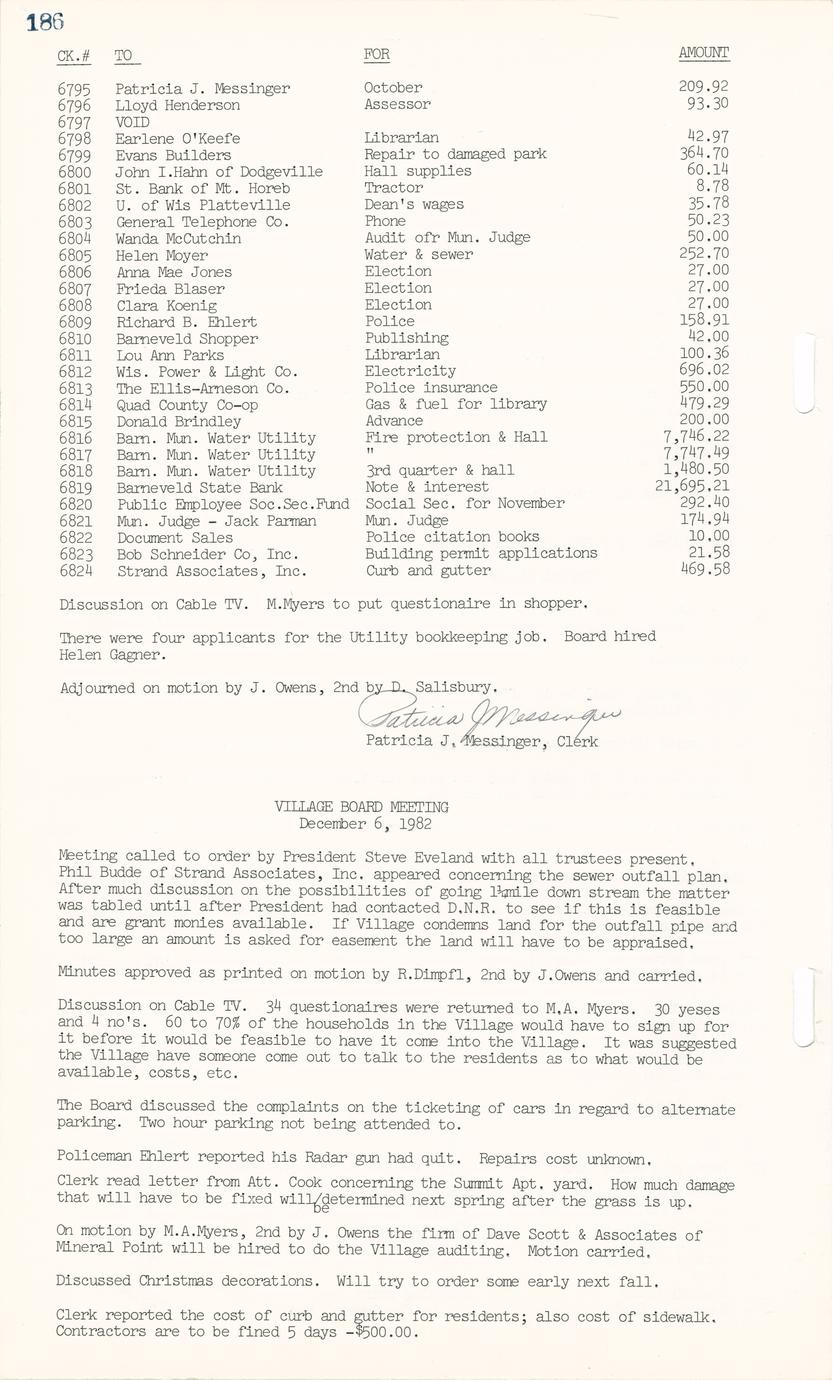 186
CK.# TO FOR AMOUNT
6795 Patricia J. Messinger October 209.92
6796 Lloyd Henderson Assessor 93.30
6797 VOID
6798 Earlene O'Keefe Librarian 42.97
6799 Evans Builders Repair to damaged park 364.70
6800 John I.Hahn of Dodgeville Hall supplies 60.14
6801 St. Bank of Mt. Horeb Tractor 8.78
6802 U. of Wis Platteville Dean's wages 35.78
6803 General Telephone Co. Phone 50.23
6804 Wanda McCutchin Audit ofr Mun. Judge 50.00
6805 Helen Moyer Water & sewer 252.70
6806 Anna Mae Jones Election 27.00
6807 Frieda Blaser Election 27.00
6808 Clara Koenig Election 27.00
6809 Richard B. Ehlert Police 158.91
6810 Barneveld Shopper Publishing 42.00
6811 Lou Ann Parks Librarian 100.36
6812 Wis. Power & Light Co. Electricity 696.02
6813 The Ellis-Arneson Co. Police insurance 550.00
6814 Quad County Co-op Gas & fuel for library 479.29
6815 Donald Brindley Advance 200.00
6816 Barn. Mun. Water Utility Fire protection & Hall 7,746.22
6817 Barn. Mun. Water Utility " 7,747.49
6818 Barn. Mun. Water Utility 3rd quarter & hall 1,480.50
6819 Barneveld State Bank Note & interest 21,695.21
6820 Public Employee Soc.Sec.Fund Social Sec. for November 292.40
6821 Mun. Judge - Jack Parman Mun. Judge 174.94
6822 Document Sales Police citation books 10.00
6823 Bob Schneider Co, Inc. Building permit applications 21.58
6824 Strand Associates, Inc. Curb and gutter 469.58
Discussion on Cable TV. M.Myers to put questionaire in shopper.
There were four applicants for the Utility bookkeeping job. Board hired
Helen Gagner.
Adjourned on motion by J. Owens, 2nd by D. Salisbury.
Patricia J Messinger
Patricia J. Messinger, Clerk
VILLAGE BOARD MEETING
December 6, 1982
Meeting called to order by President Steve Eveland with all trustees present.
Phil Budde of Strand Associates, Inc. appeared concerning the sewer outfall plan.
After much discussion on the possibilities of going 1¼mile down stream the matter
was tabled until after President had contacted D.N.R. to see if this is feasible
and are grant monies available. If Village condemns land for the outfall pipe and
too large an amount is asked for easement the land will have to be appraised.
Minutes approved as printed on motion by R.Dimpfl, 2nd by J.Owens and carried.
Discussion on Cable TV. 34 questionaires were returned to M.A. Myers. 30 yeses
and 4 no's. 60 to 70% of the households in the Village would have to sign up for
it before it would be feasible to have it come into the Village. It was suggested
the Village have someone come out to talk to the residents as to what would be
available, costs, etc.
The Board discussed the complaints on the ticketing of cars in regard to alternate
parking. Two hour parking not being attended to.
Policeman Ehlert reported his Radar gun had quit. Repairs cost unknown.
Clerk read letter from Att. Cook concerning the Summit Apt. yard. How much damage
that will have to be fixed will/determined next spring after the grass is up.
be
On motion by M.A.Myers, 2nd by J. Owens the firm of Dave Scott & Associates of
Mineral Point will be hired to do the Village auditing. Motion carried.
Discussed Christmas decorations. Will try to order some early next fall.
Clerk reported the cost of curb and gutter for residents; also cost of sidewalk.
Contractors are to be fined 5 days -$500.00.